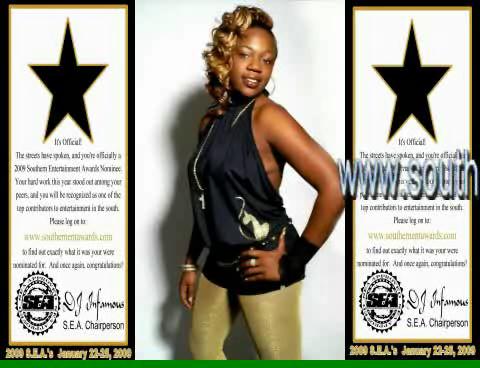 It's Official!
The streets have spoken, and you're officially a
2009 Southern Entertainment Awards Nominee.
Your hard work this year stood out among your
peers, and you will be recognized as one of the
top contributors to entertainment in the south.
Please log on to:
www.southernentawards.com
to find out exactly what it was your were
nominated for. And once again, congratulations!
SEA
DJ Infamous
S.E.A. Chairperson
2009 S.E.A.'s January 22-25, 2009
It's Official!
The streets have spoken, and you're officially
www.south
top contributors to entertainment in the south.
Please log on to:
www.southernentawards.com
to find out exactly what it was your were
nominated for. And once again, congratulations!
SEA
DJ Infamous
S.E.A. Chairperson
2009 S.E.A.'s January 22-25, 2009